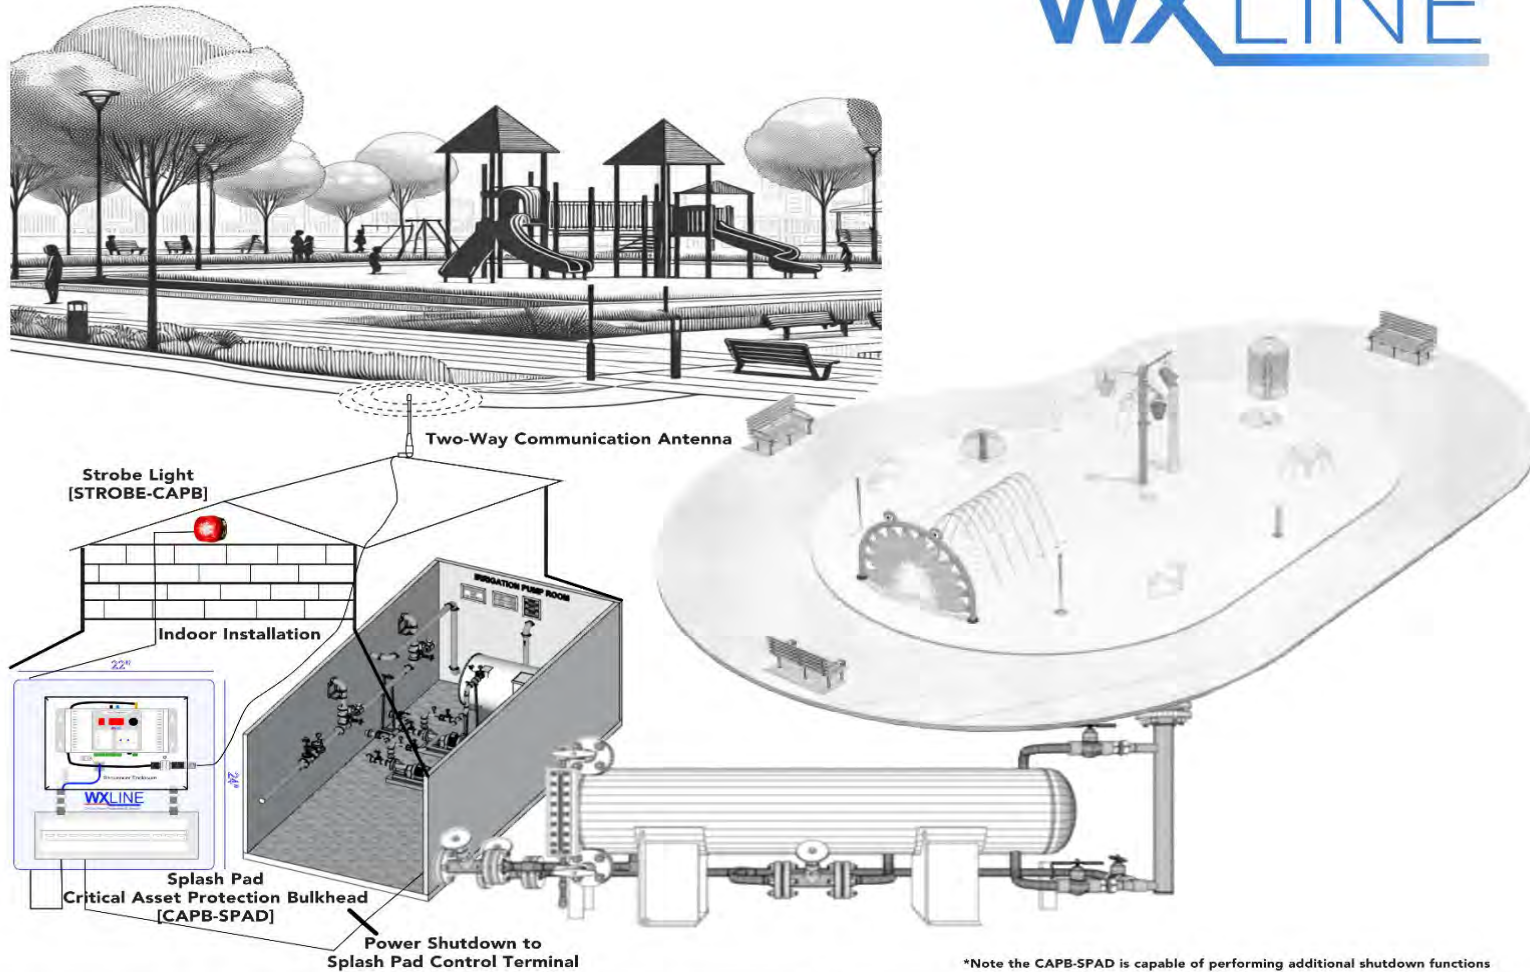 WXLINE
Two-Way Communication Antenna
Strobe Light
[STROBE-CAPB]
IRRIGATION PUMP ROOM
Indoor Installation
22"
24"
Enclosure
WXLINE
Splash Pad
Critical Asset Protection Bulkhead
[CAPB-SPAD]
Power Shutdown to
Splash Pad Control Terminal
*Note the CAPB-SPAD is capable of performing additional shutdown functions